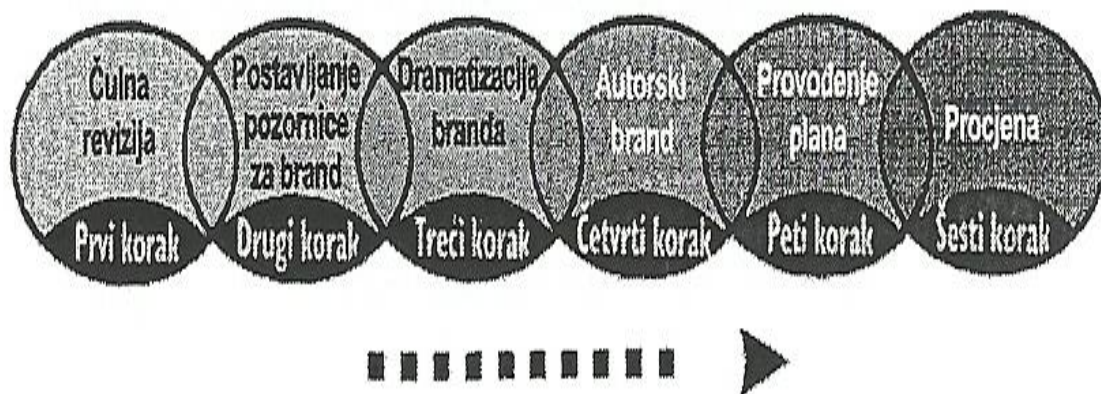 Čulna
revizija
Prvi korak
Postavljanje
pozornice
za brand
Drugi korak
Dramatizacija
branda
Treći korak
Autorski
brand
Četvrti korak
Provođenje
plana
Peti korak
Procjena
Šesti korak